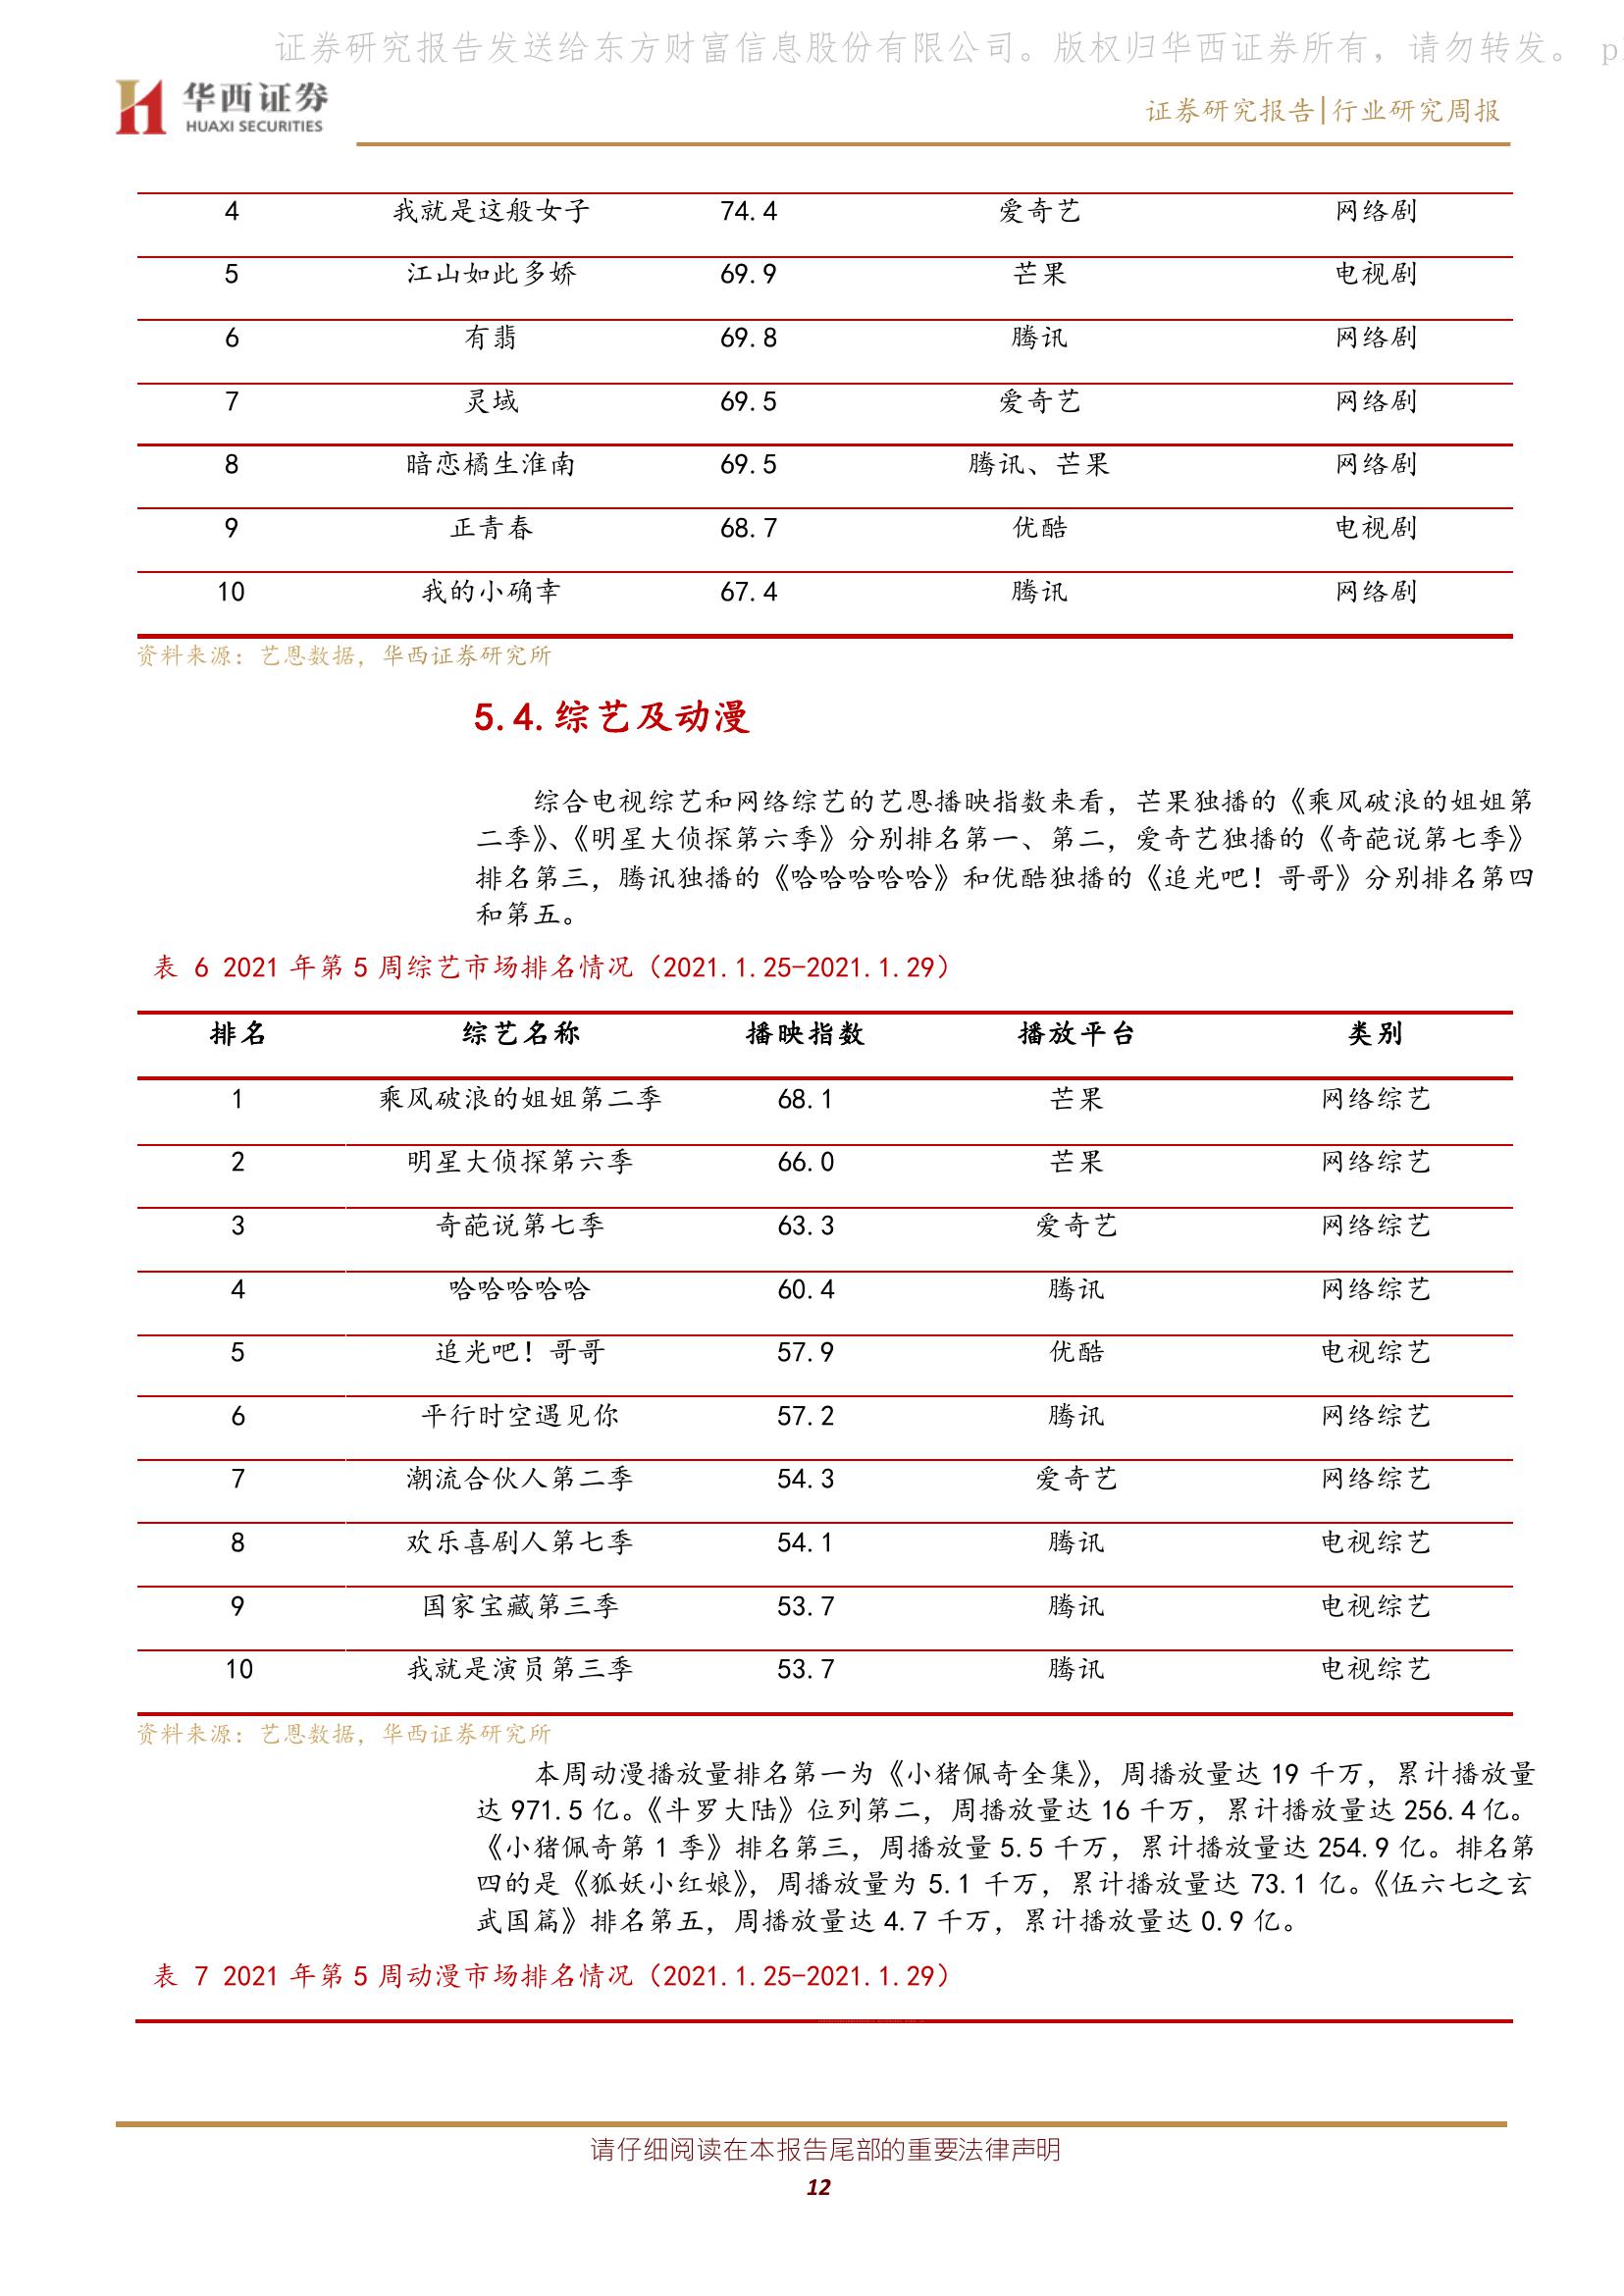 证券研究报告发送给东方财富信息股份有限公司。版权归华西证券所有，请勿转发。 p
华西证券
HUAXI SECURITIES
证券研究报告|行业研究周报
4 我就是这般女子 74.4 爱奇艺 网络剧
5 江山如此多娇 69.9 芒果 电视剧
6 有翡 69.8 腾讯 网络剧
7 灵域 69.5 爱奇艺 网络剧
8 暗恋橘生淮南 69.5 腾讯、芒果 网络剧
9 正青春 68.7 优酷 电视剧
10 我的小确幸 67.4 腾讯 网络剧
资料来源：艺恩数据，华西证券研究所
5.4.综艺及动漫
综合电视综艺和网络综艺的艺恩播映指数来看，芒果独播的《乘风破浪的姐姐第
二季》、《明星大侦探第六季》分别排名第一、第二，爱奇艺独播的《奇葩说第七季》
排名第三，腾讯独播的《哈哈哈哈哈》和优酷独播的《追光吧！哥哥》分别排名第四
和第五。
表 6 2021 年第 5 周综艺市场排名情况（2021.1.25-2021.1.29）
排名 综艺名称 播映指数 播放平台 类别
1 乘风破浪的姐姐第二季 68.1 芒果 网络综艺
2 明星大侦探第六季 66.0 芒果 网络综艺
3 奇葩说第七季 63.3 爱奇艺 网络综艺
4 哈哈哈哈哈 60.4 腾讯 网络综艺
5 追光吧！哥哥 57.9 优酷 电视综艺
6 平行时空遇见你 57.2 腾讯 网络综艺
7 潮流合伙人第二季 54.3 爱奇艺 网络综艺
8 欢乐喜剧人第七季 54.1 腾讯 电视综艺
9 国家宝藏第三季 53.7 腾讯 电视综艺
10 我就是演员第三季 53.7 腾讯 电视综艺
资料来源：艺恩数据，华西证券研究所
本周动漫播放量排名第一为《小猪佩奇全集》，周播放量达 19 千万，累计播放量
达 971.5 亿。《斗罗大陆》位列第二，周播放量达 16 千万，累计播放量达 256.4 亿。
《小猪佩奇第 1 季》排名第三，周播放量 5.5 千万，累计播放量达 254.9 亿。排名第
四的是《狐妖小红娘》，周播放量为 5.1 千万，累计播放量达 73.1 亿。《伍六七之玄
武国篇》排名第五，周播放量达 4.7 千万，累计播放量达 0.9 亿。
表 7 2021 年第 5 周动漫市场排名情况（2021.1.25-2021.1.29）
请仔细阅读在本报告尾部的重要法律声明
12